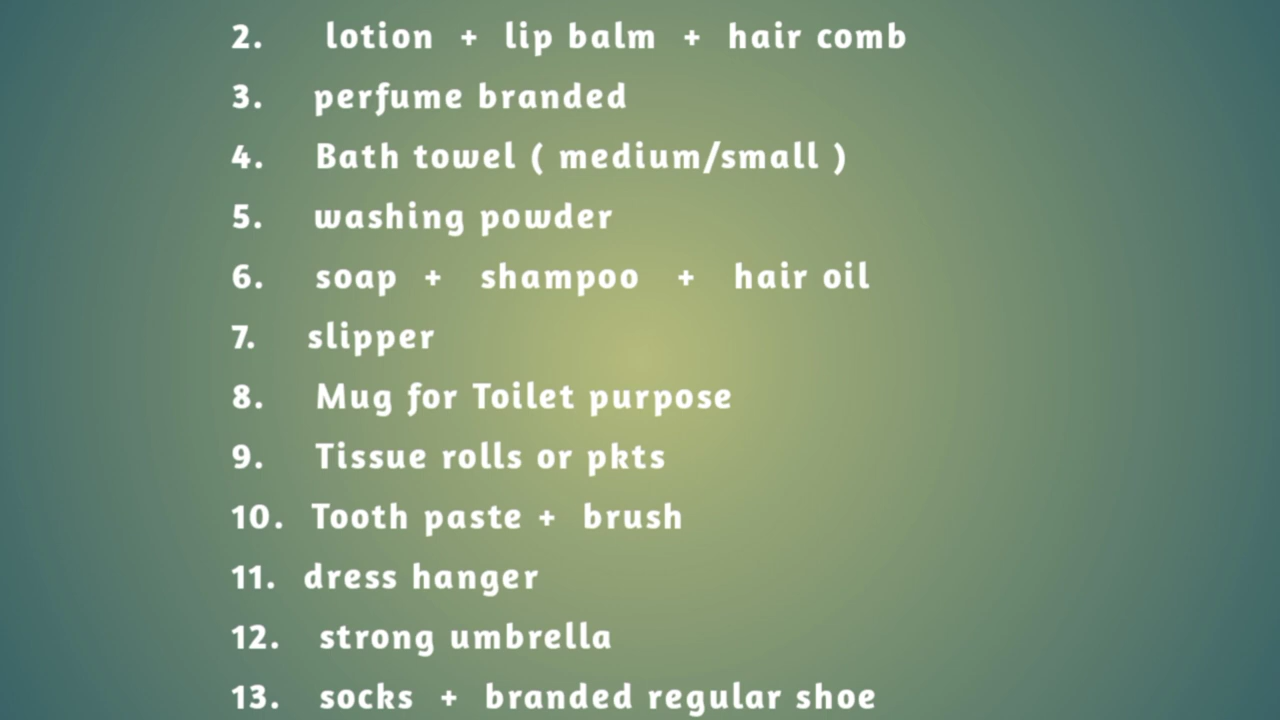 2. lotion + lip balm + hair comb
3. perfume branded
4. Bath towel ( medium/small )
5. washing powder
6. soap + shampoo + hair oil
7. slipper
8. Mug for Toilet purpose
9. Tissue rolls or pkts
10. Tooth paste + brush
11. dress hanger
12. strong umbrella
13. socks + branded regular shoe